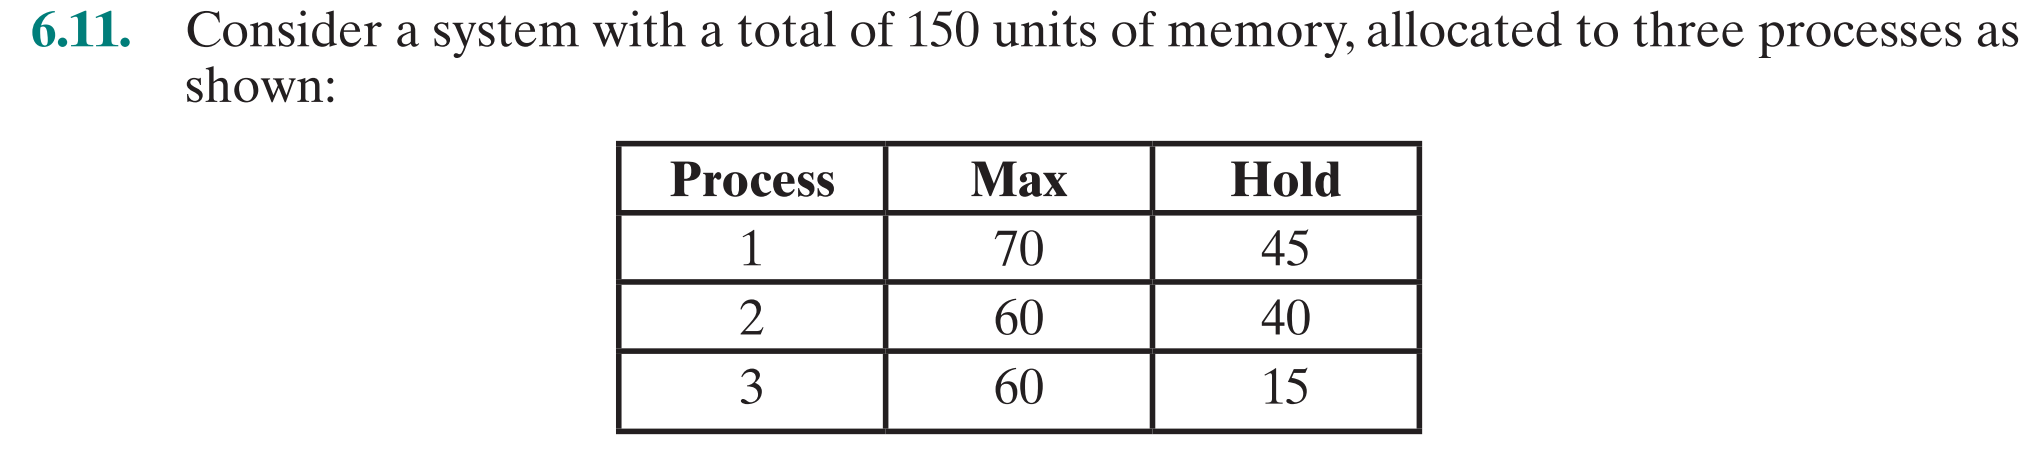 6.11. Consider a system with a total of 150 units of memory, allocated to three processes as
shown:
Process Max Hold
1 70 45
2 60 40
3 60 15